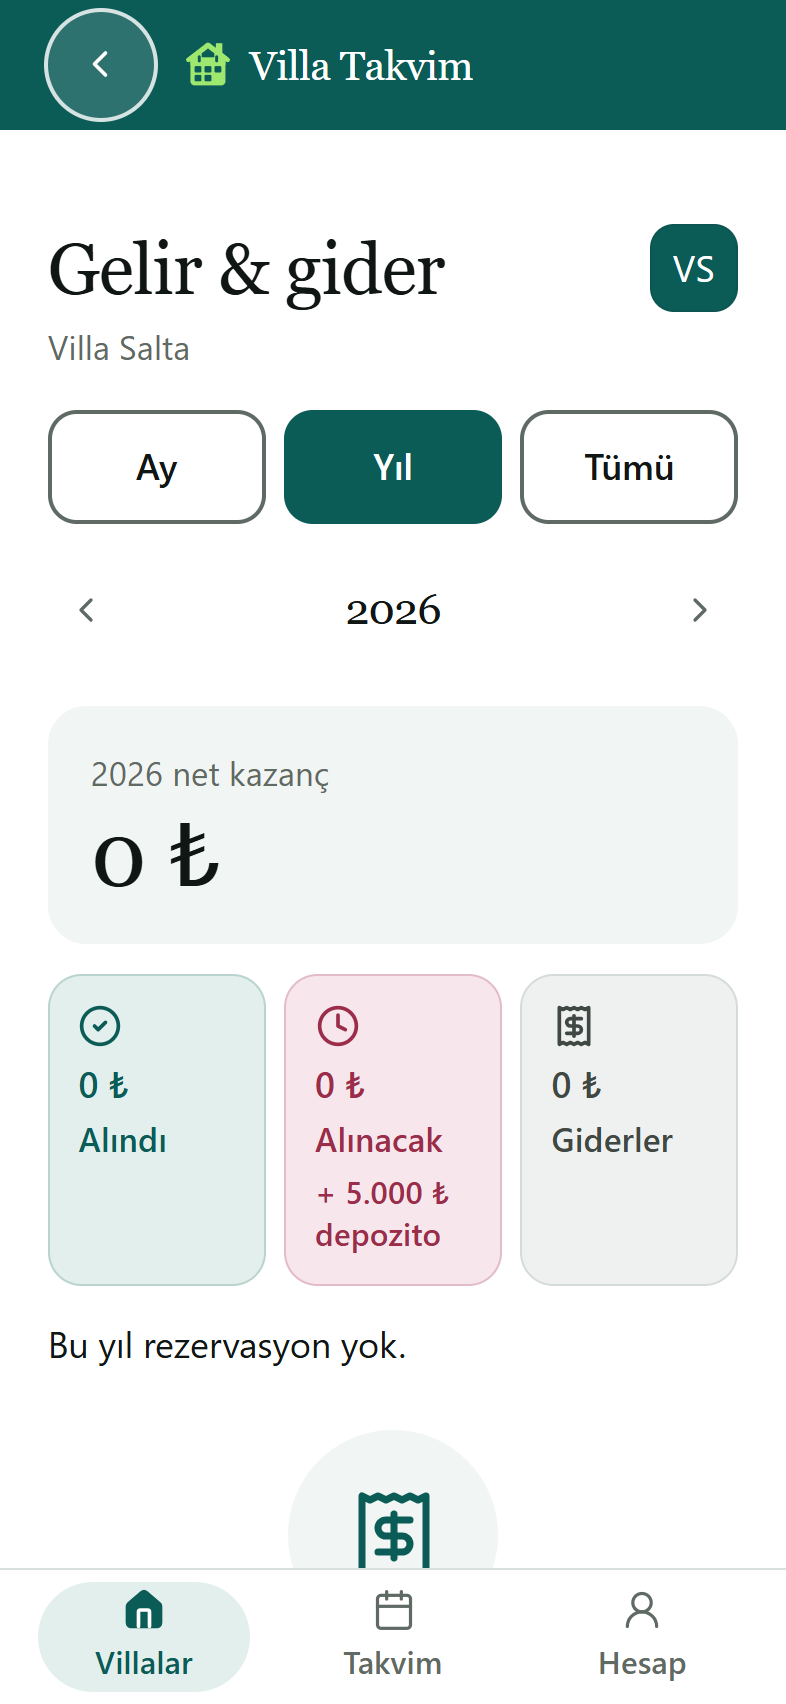 Villa Takvim
Gelir & gider
VS
Villa Salta
Ay
Yıl
Tümü
2026
2026 net kazanç
0 ₺
0 ₺
Alındı
0 ₺
Alınacak
+ 5.000 ₺
depozito
0 ₺
Giderler
Bu yıl rezervasyon yok.
Villalar
Takvim
Hesap